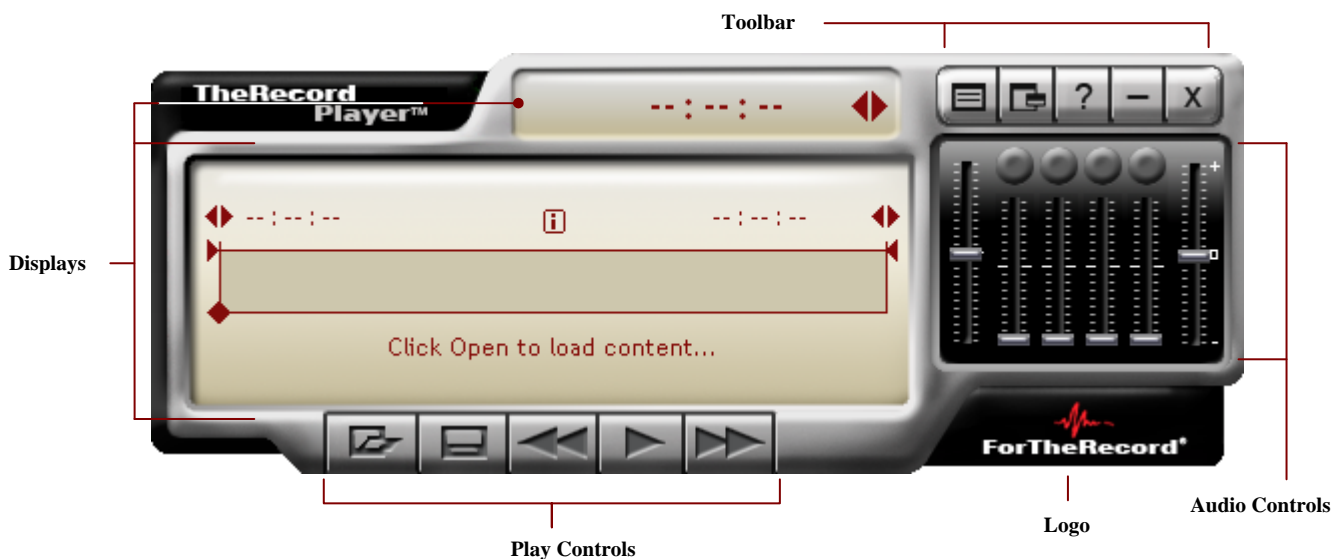 Toolbar
TheRecord
Player™
--:--:--
? – X
+
--:--:-- i --:--:--
Displays
Click Open to load content...
-
ForTheRecord®
Audio Controls
Logo
Play Controls